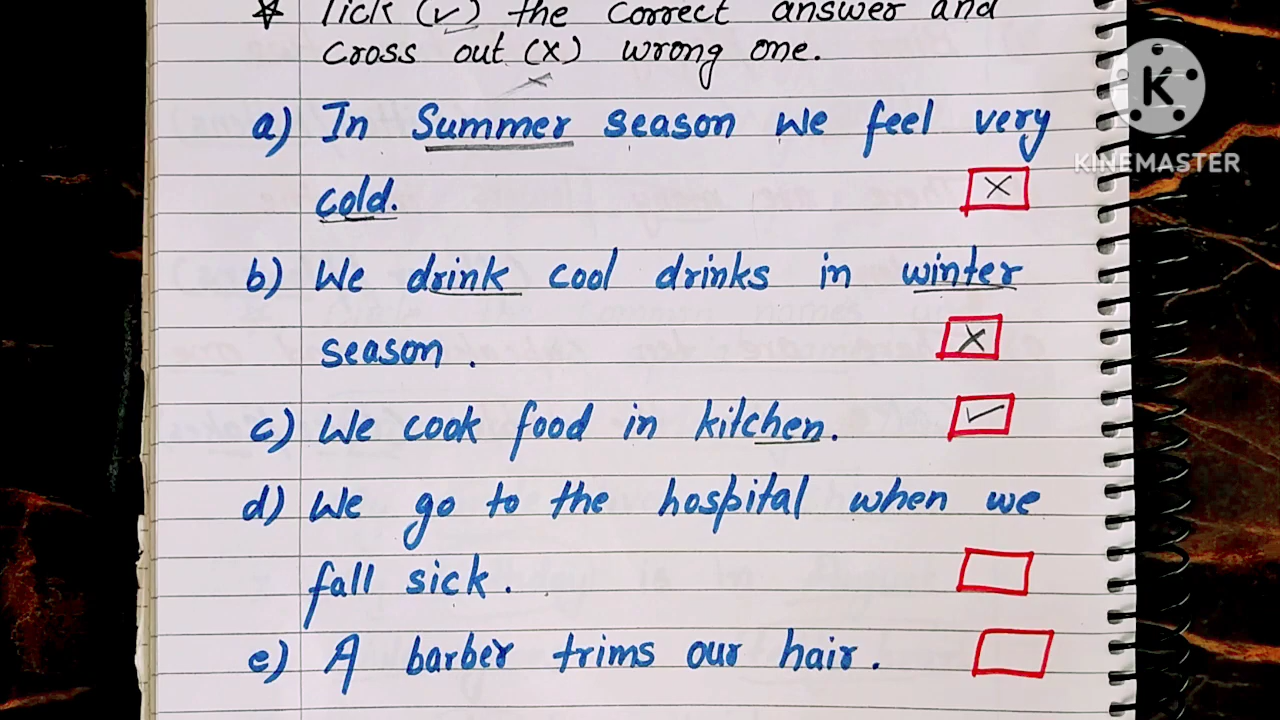 ☆ Tick (✓) the correct answer and
cross out (x) wrong one.
a) In Summer season we feel very
cold. ☒
b) We drink cool drinks in winter
season. ☒
c) We cook food in kitchen. ☑
d) We go to the hospital when we
fall sick. ☐
e) A barber trims our hair. ☐
K
KINEMASTER